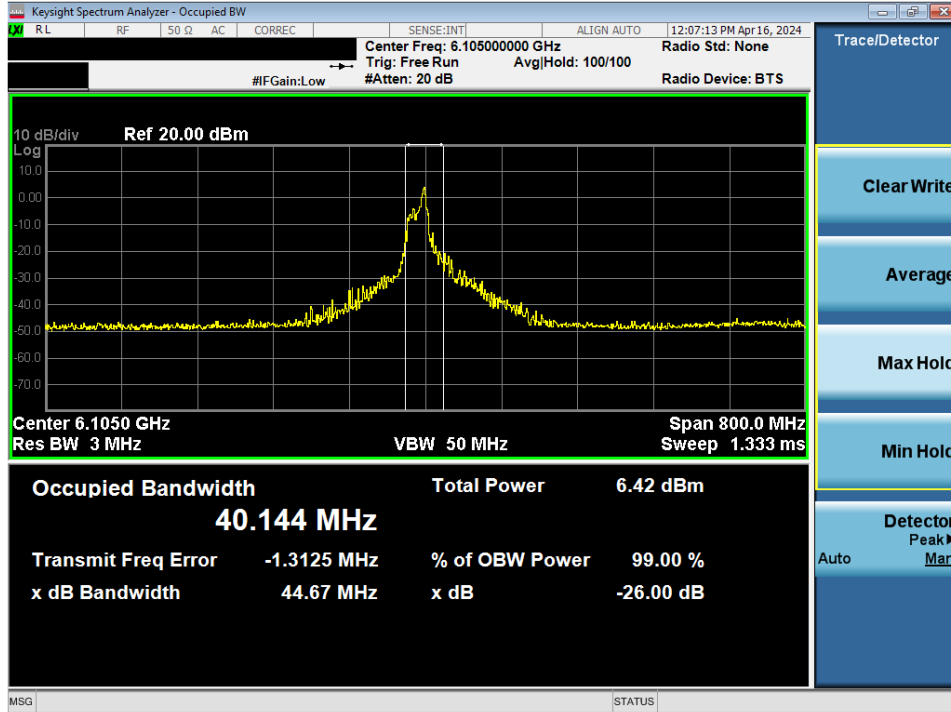 Keysight Spectrum Analyzer - Occupied BW
LXI RL RF 50 Ω AC CORREC SENSE:INT ALIGN AUTO 12:07:13 PM Apr 16, 2024
Center Freq: 6.105000000 GHz Radio Std: None
Trig: Free Run Avg|Hold: 100/100
#IFGain:Low #Atten: 20 dB Radio Device: BTS
Trace/Detector
10 dB/div Ref 20.00 dBm
Log
10.0
0.00
-10.0
-20.0
-30.0
-40.0
-50.0
-60.0
-70.0
Center 6.1050 GHz Span 800.0 MHz
Res BW 3 MHz VBW 50 MHz Sweep 1.333 ms
Clear Write
Average
Max Hold
Min Hold
Detector
Peak
Auto Man
Occupied Bandwidth Total Power 6.42 dBm
40.144 MHz
Transmit Freq Error -1.3125 MHz % of OBW Power 99.00 %
x dB Bandwidth 44.67 MHz x dB -26.00 dB
MSG STATUS